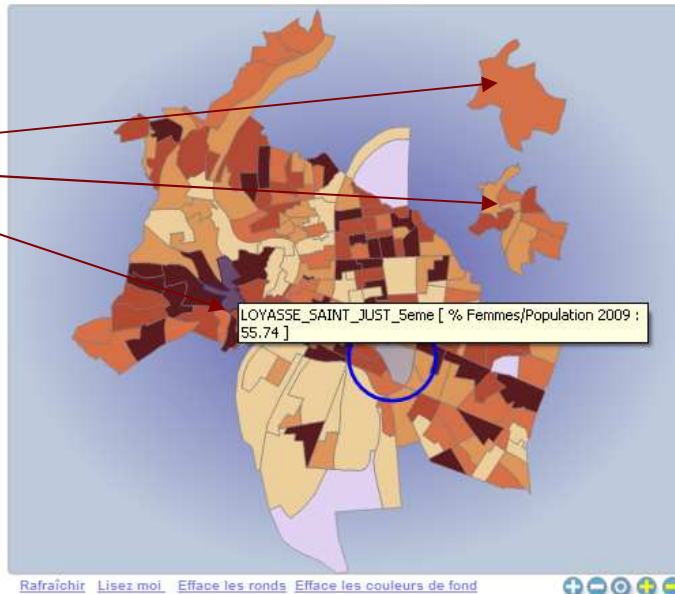 LOYASSE_SAINT_JUST_5eme [ % Femmes/Population 2009 :
55.74 ]
Rafraîchir Lisez moi Efface les ronds Efface les couleurs de fond